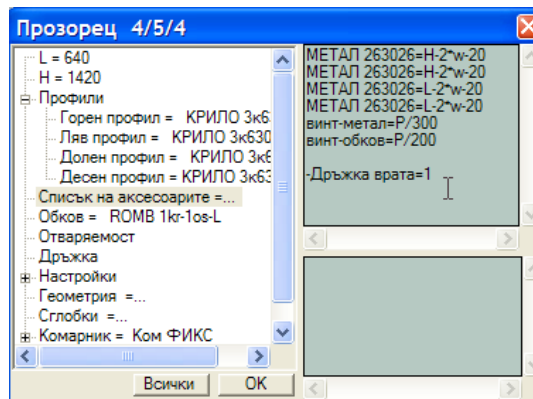 Прозорец 4/5/4
L = 640
H = 1420
Профили
Горен профил = КРИЛО 3к6
Ляв профил = КРИЛО 3к630
Долен профил = КРИЛО 3к6
Десен профил = КРИЛО 3к63
Списък на аксесоарите =...
Обков = ROMB 1kr-1os-L
Отваряемост
Дръжка
Настройки
Геометрия =...
Сглобки =...
Комарник = Ком ФИКС
Всички
OK
МЕТАЛ 263026=H-2*w-20
МЕТАЛ 263026=H-2*w-20
МЕТАЛ 263026=L-2*w-20
МЕТАЛ 263026=L-2*w-20
винт-метал=P/300
винт-обков=P/200
-Дръжка врата=1